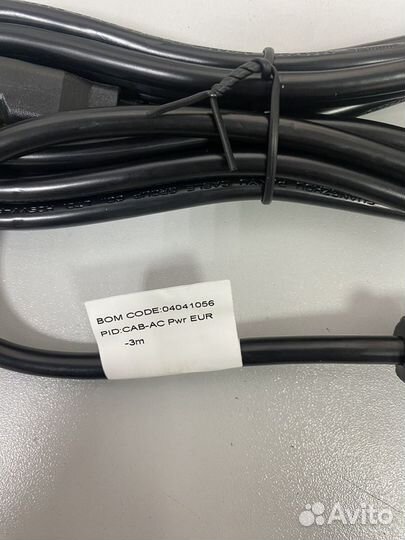 BOM CODE:04041056
PID:CAB-AC Pwr EUR
-3m
Avito